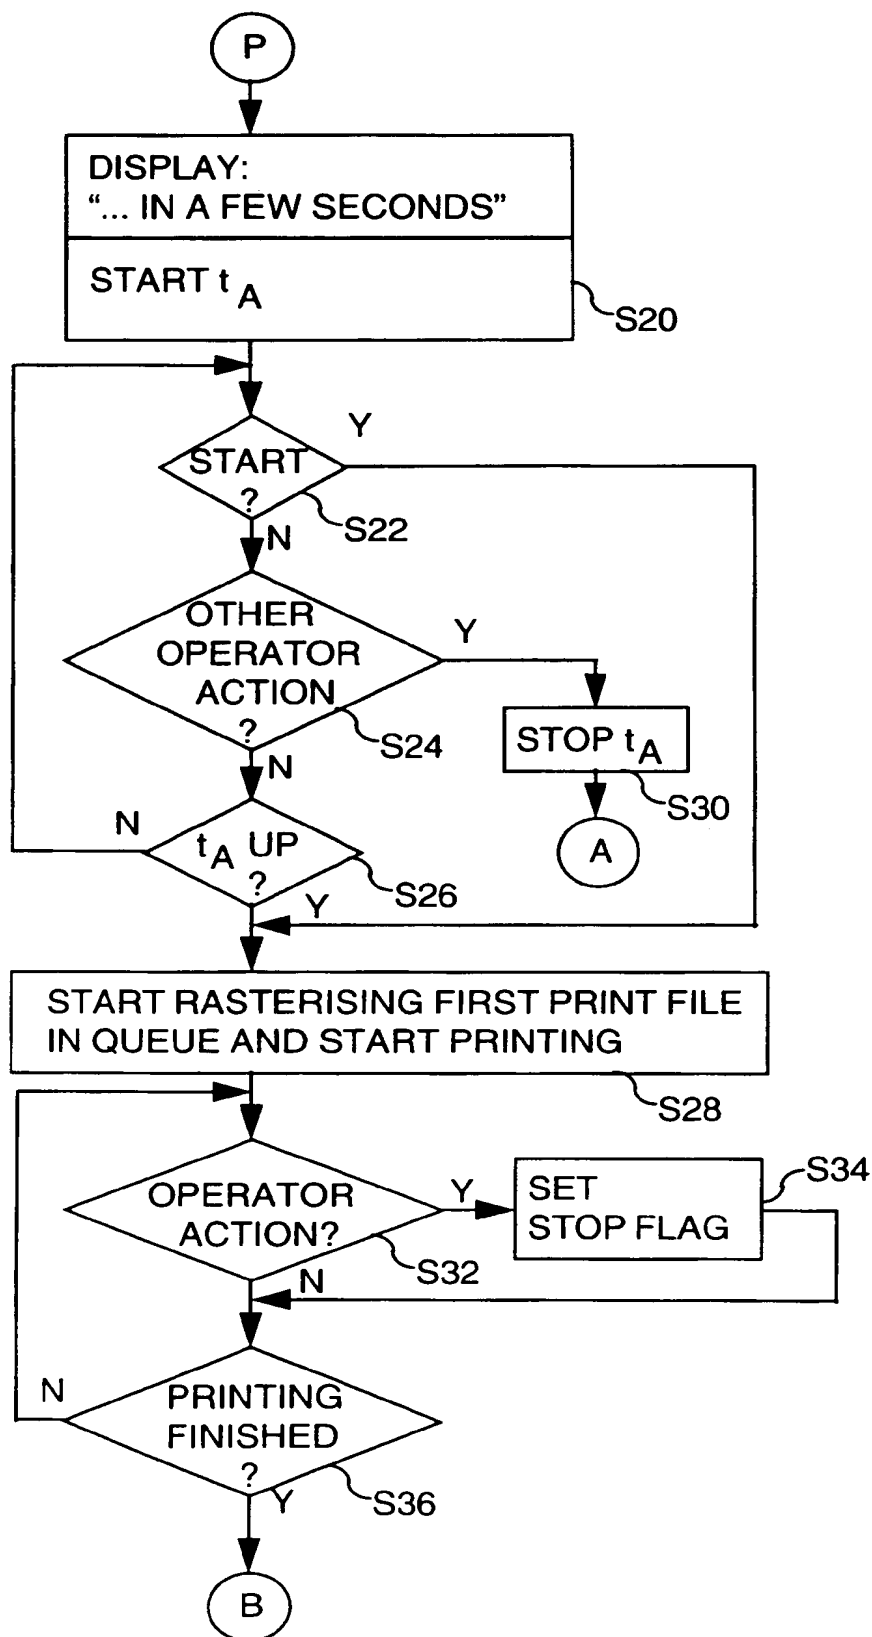 P
DISPLAY:
“... IN A FEW SECONDS”
START t A
S20
Y
START
?
S22
N
OTHER
OPERATOR
ACTION
?
Y
S24
STOP t A
S30
A
N
N
t A UP
?
S26
Y
START RASTERISING FIRST PRINT FILE
IN QUEUE AND START PRINTING
S28
OPERATOR
ACTION?
Y
S32
SET
STOP FLAG
S34
N
N
PRINTING
FINISHED
?
S36
Y
B